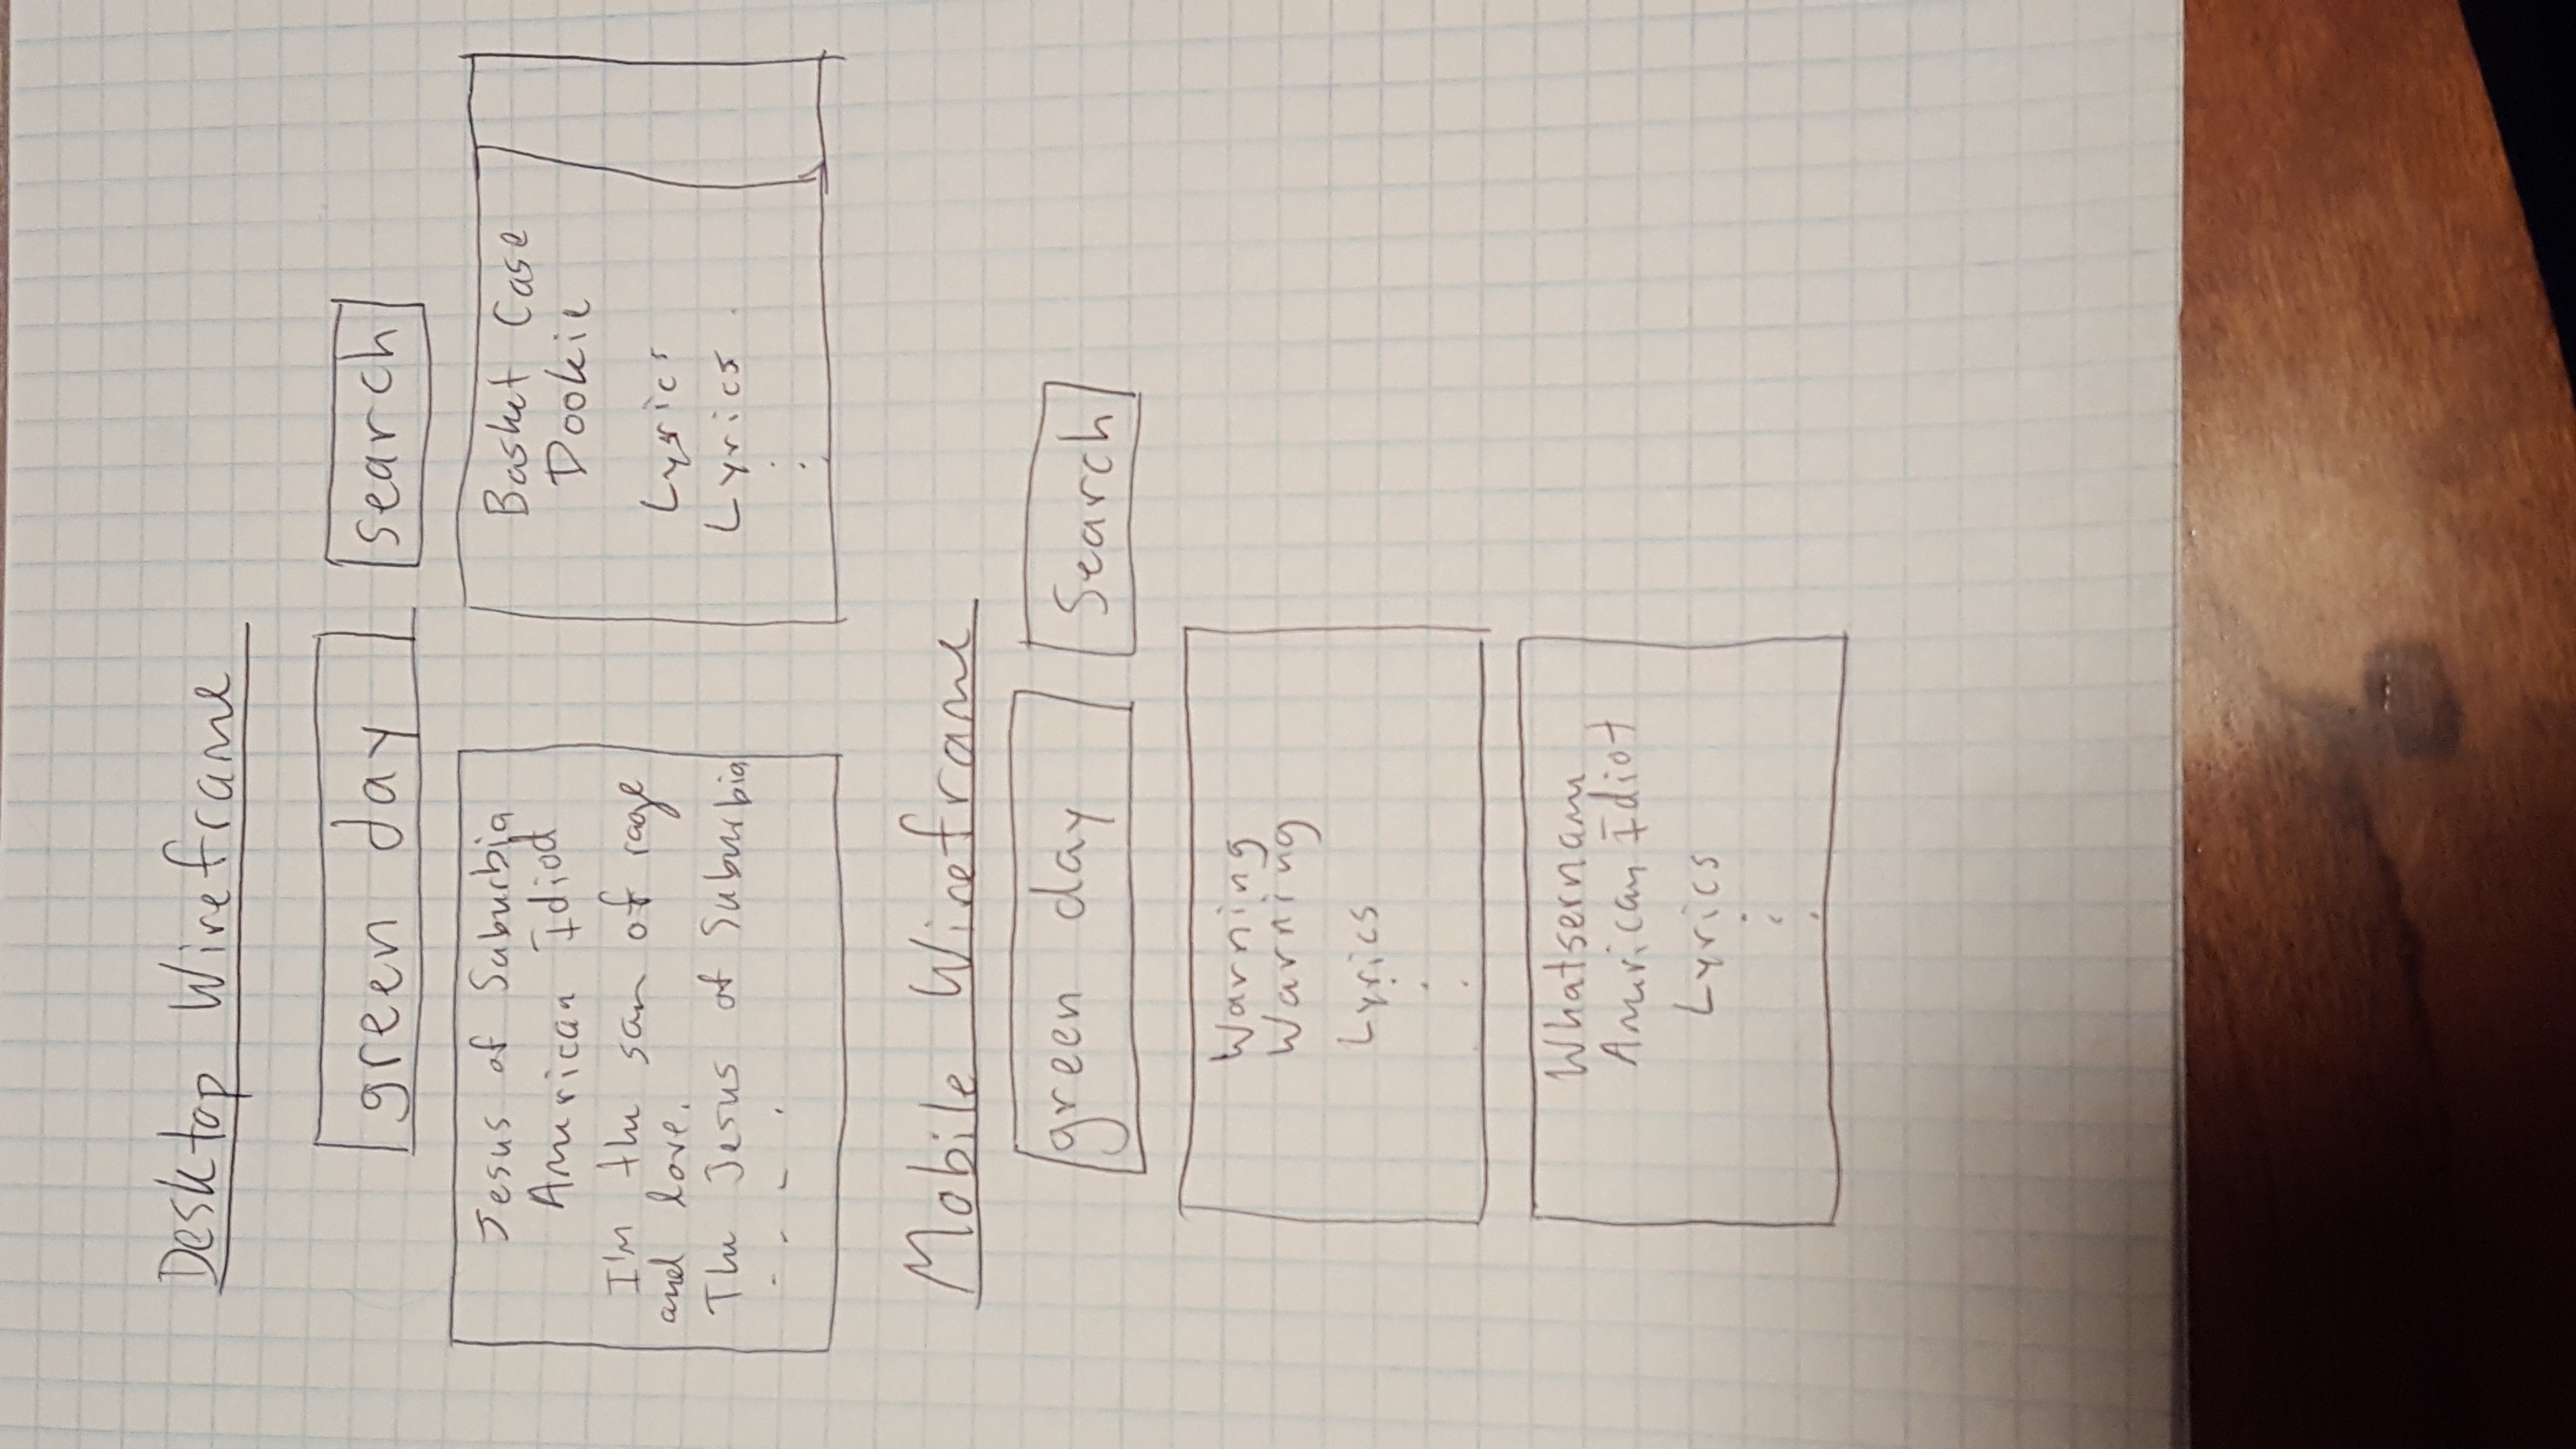 Desktop Wireframe
green day
search
Jesus of Suburbia
American Idiot
I'm the son of rage
and love.
The Jesus of Suburbia
- - - .
Basket Case
Dookie
Lyrics
Lyrics
Mobile Wireframe
green day
Search
Warning
Warning
Lyrics
Whatsername
American Idiot
Lyrics